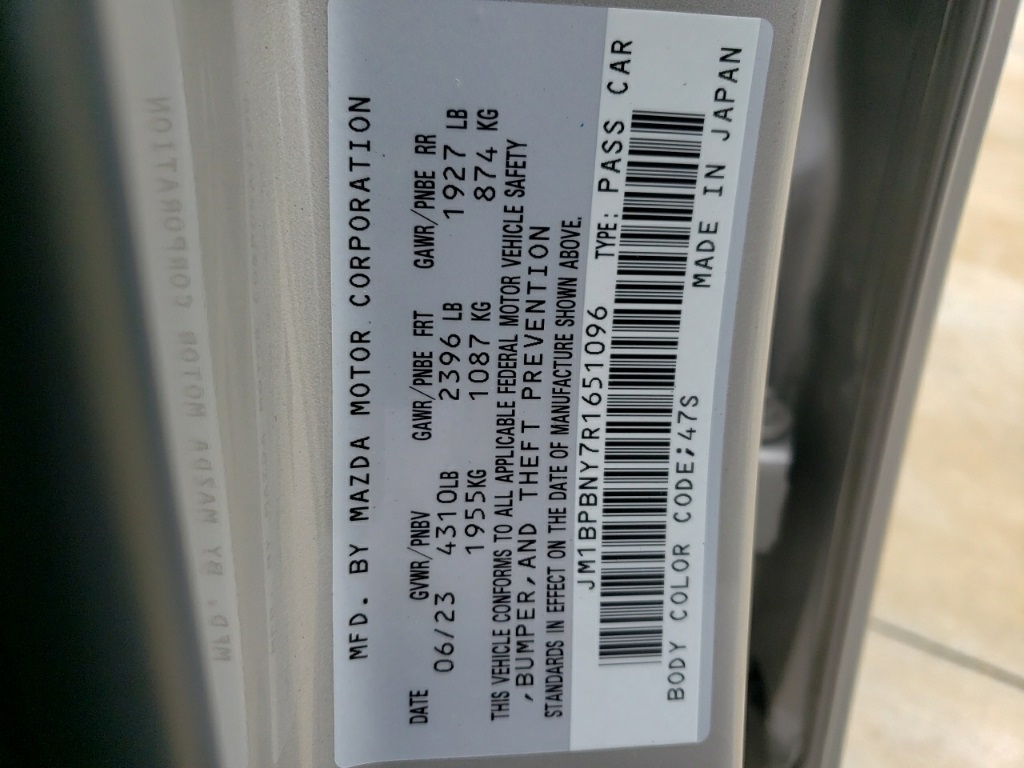 MFD. BY MAZDA MOTOR CORPORATION
DATE GVWR/PNBV GAWR/PNBE FRT GAWR/PNBE RR
06/23 4310LB 2396 LB 1927 LB
1955KG 1087 KG 874 KG
THIS VEHICLE CONFORMS TO ALL APPLICABLE FEDERAL MOTOR VEHICLE SAFETY
,BUMPER,AND THEFT PREVENTION
STANDARDS IN EFFECT ON THE DATE OF MANUFACTURE SHOWN ABOVE.
JM1BPBNY7R1651096 TYPE: PASS CAR
BODY COLOR CODE;47S MADE IN JAPAN